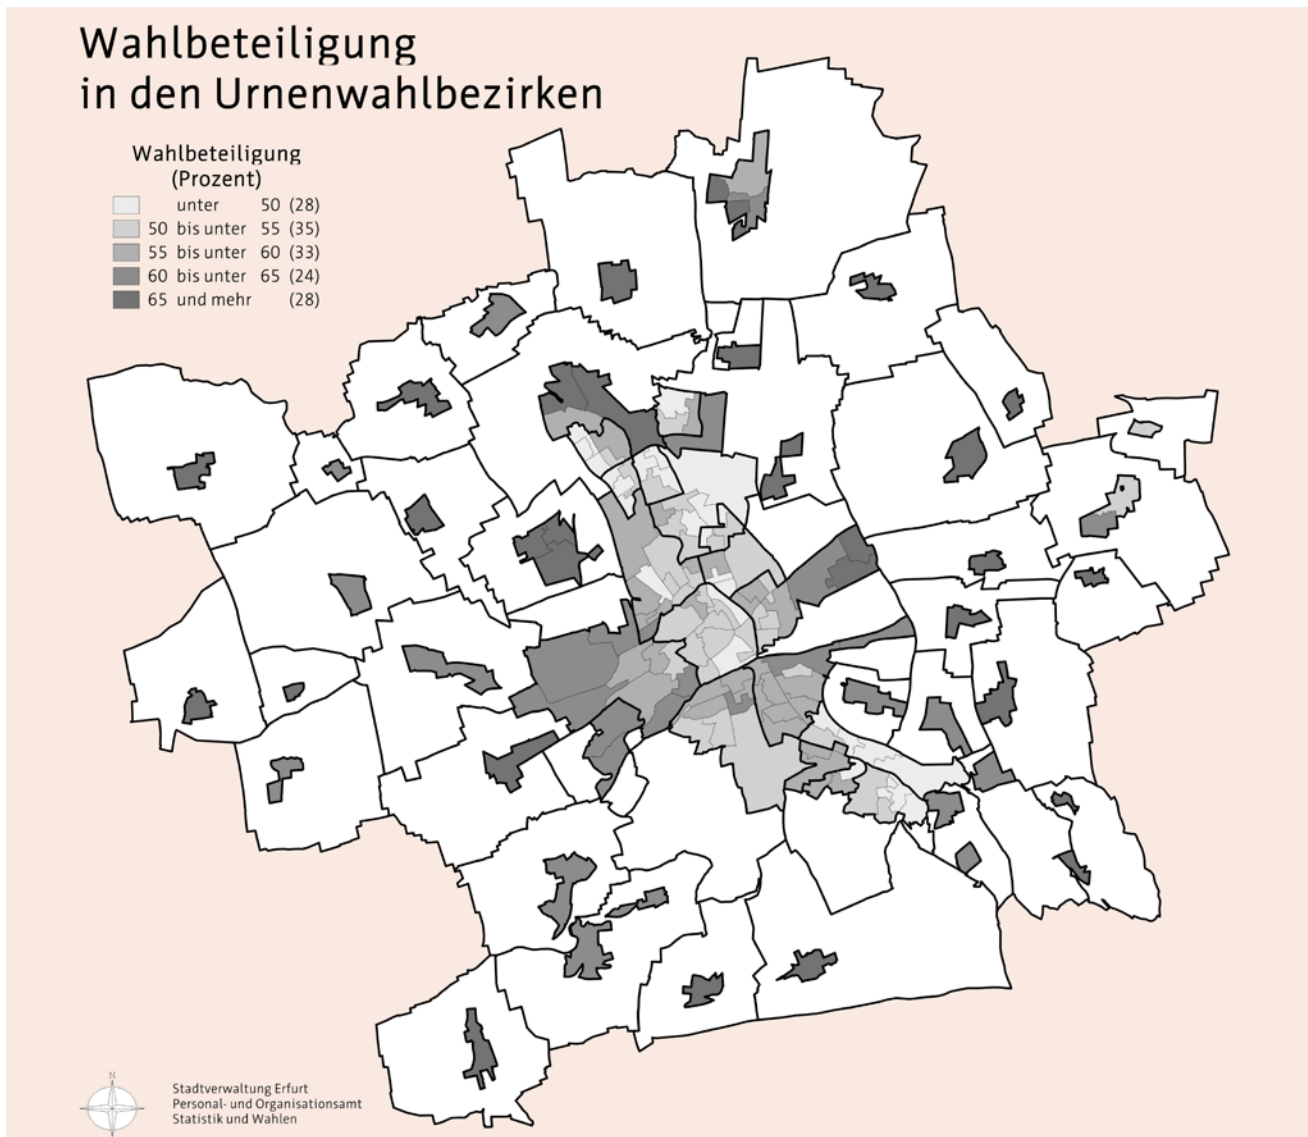 Wahlbeteiligung
in den Urnenwahlbezirken
Wahlbeteiligung
(Prozent)
unter 50 (28)
50 bis unter 55 (35)
55 bis unter 60 (33)
60 bis unter 65 (24)
65 und mehr (28)
N
Stadtverwaltung Erfurt
Personal- und Organisationsamt
Statistik und Wahlen